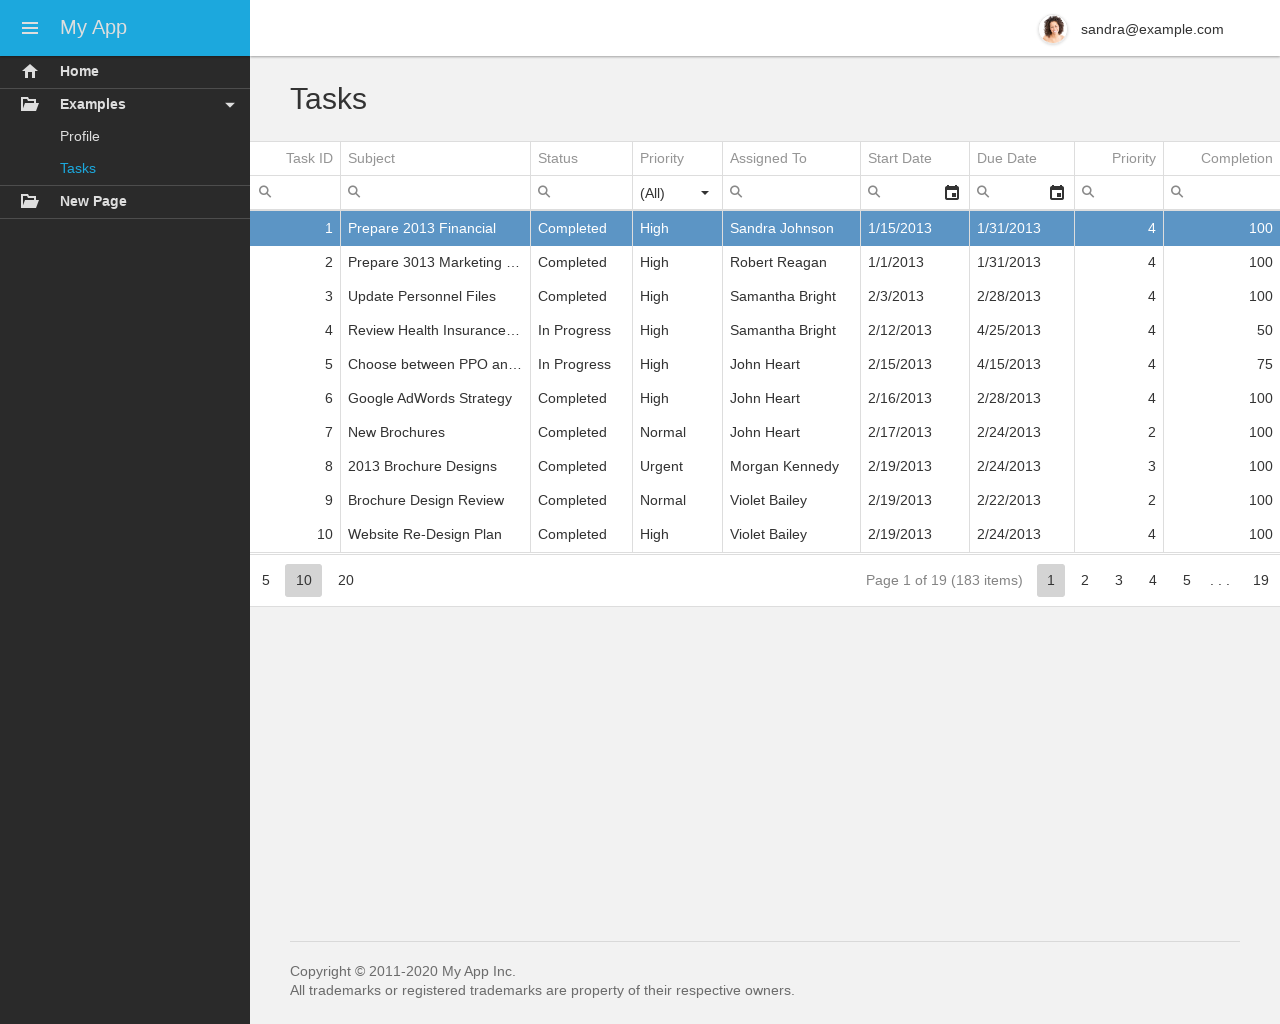 My App
sandra@example.com
Home
Examples
Profile
Tasks
New Page
Tasks
Task ID Subject Status Priority Assigned To Start Date Due Date Priority Completion
(All)
1 Prepare 2013 Financial Completed High Sandra Johnson 1/15/2013 1/31/2013 4 100
2 Prepare 3013 Marketing ... Completed High Robert Reagan 1/1/2013 1/31/2013 4 100
3 Update Personnel Files Completed High Samantha Bright 2/3/2013 2/28/2013 4 100
4 Review Health Insurance... In Progress High Samantha Bright 2/12/2013 4/25/2013 4 50
5 Choose between PPO an... In Progress High John Heart 2/15/2013 4/15/2013 4 75
6 Google AdWords Strategy Completed High John Heart 2/16/2013 2/28/2013 4 100
7 New Brochures Completed Normal John Heart 2/17/2013 2/24/2013 2 100
8 2013 Brochure Designs Completed Urgent Morgan Kennedy 2/19/2013 2/24/2013 3 100
9 Brochure Design Review Completed Normal Violet Bailey 2/19/2013 2/22/2013 2 100
10 Website Re-Design Plan Completed High Violet Bailey 2/19/2013 2/24/2013 4 100
5 10 20 Page 1 of 19 (183 items) 1 2 3 4 5 . . . 19
Copyright © 2011-2020 My App Inc.
All trademarks or registered trademarks are property of their respective owners.